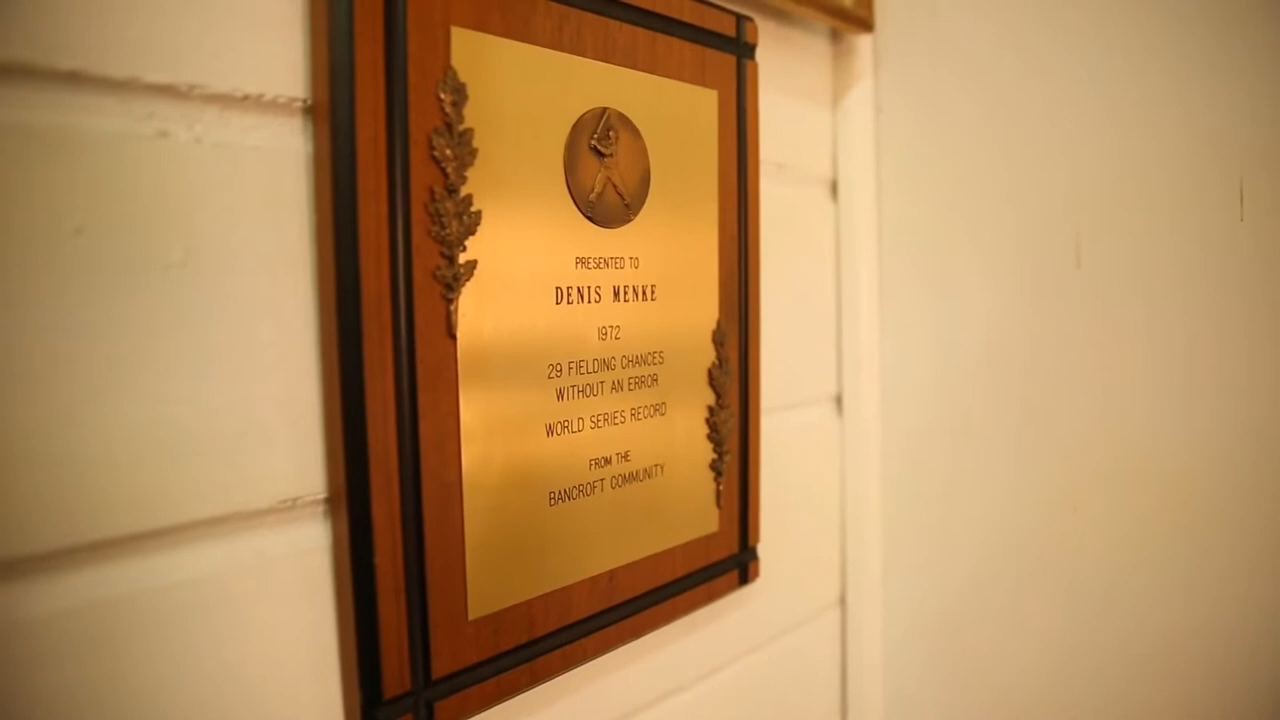 PRESENTED TO
DENIS MENKE
1972
29 FIELDING CHANCES
WITHOUT AN ERROR
WORLD SERIES RECORD
FROM THE
BANCROFT COMMUNITY